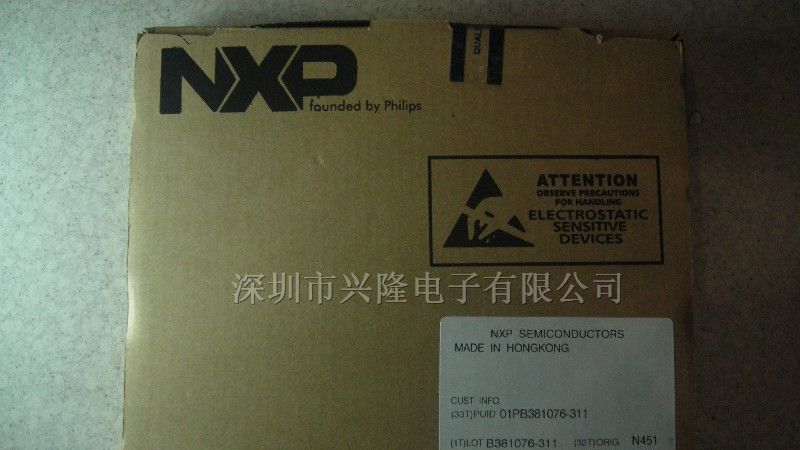 NXP
founded by Philips
QUAL
ATTENTION
OBSERVE PRECAUTIONS
FOR HANDLING
ELECTROSTATIC
SENSITIVE
DEVICES
深圳市兴隆电子有限公司
NXP SEMICONDUCTORS
MADE IN HONGKONG
CUST INFO.
(33T)PUID 01PB381076-311
(1T)LOT B381076-311 (32T)ORIG N451